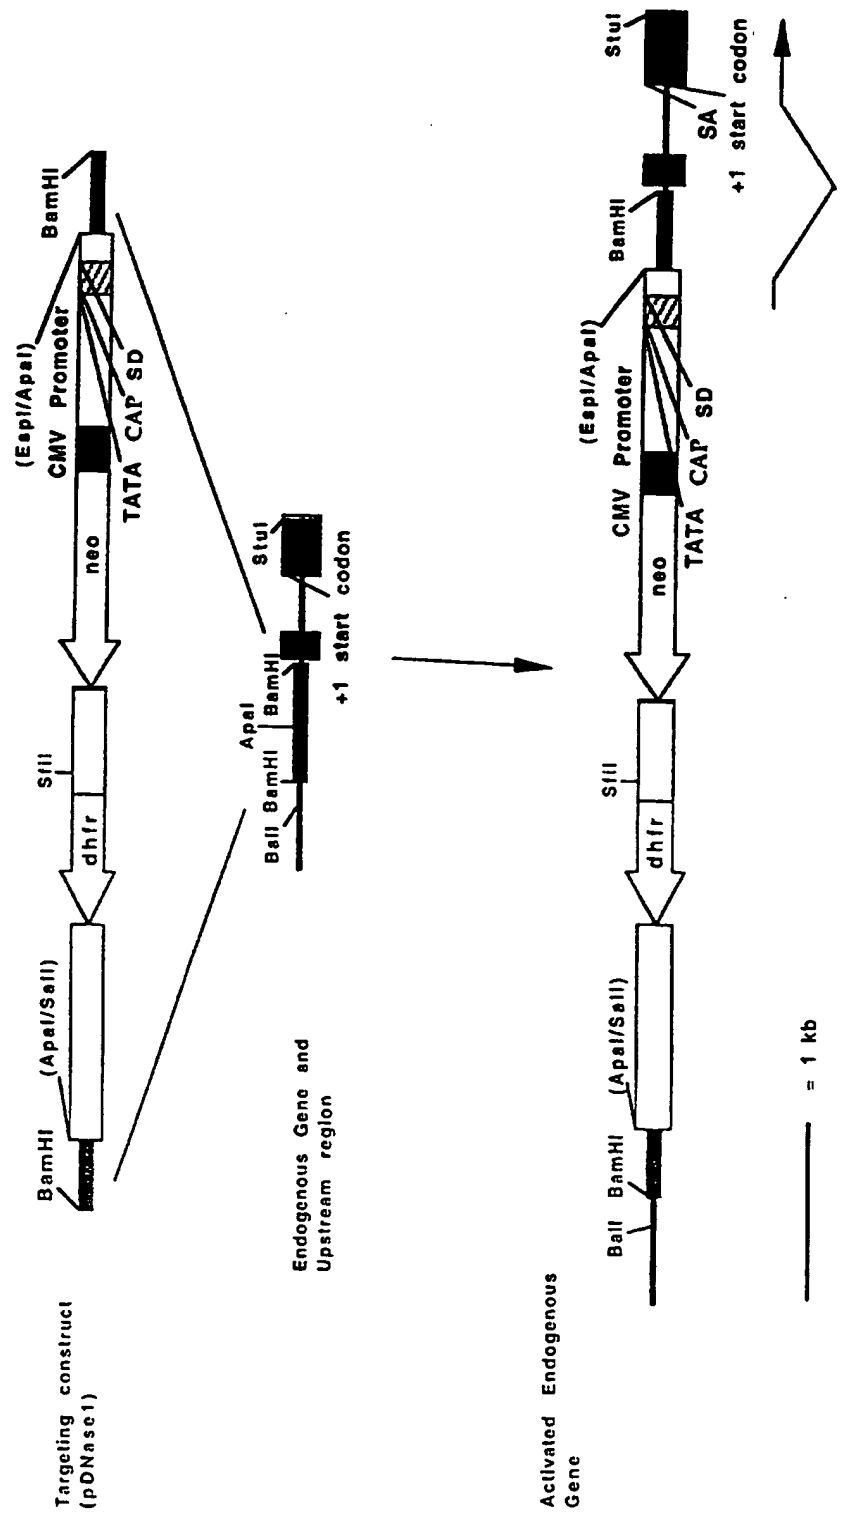 Targeting construct
(pDNase1)
BamHI
(ApaI/SalI)
dhfr
SfiI
neo
TATA
CAP
SD
CMV Promoter
(EspI/ApaI)
BamHI
Endogenous Gene and
Upstream region
BalI
BamHI
ApaI
BamHI
+1 start codon
StuI
Activated Endogenous
Gene
BalI
BamHI
(ApaI/SalI)
dhfr
SfiI
neo
TATA
CAP
SD
CMV Promoter
(EspI/ApaI)
BamHI
SA
+1 start codon
StuI
= 1 kb